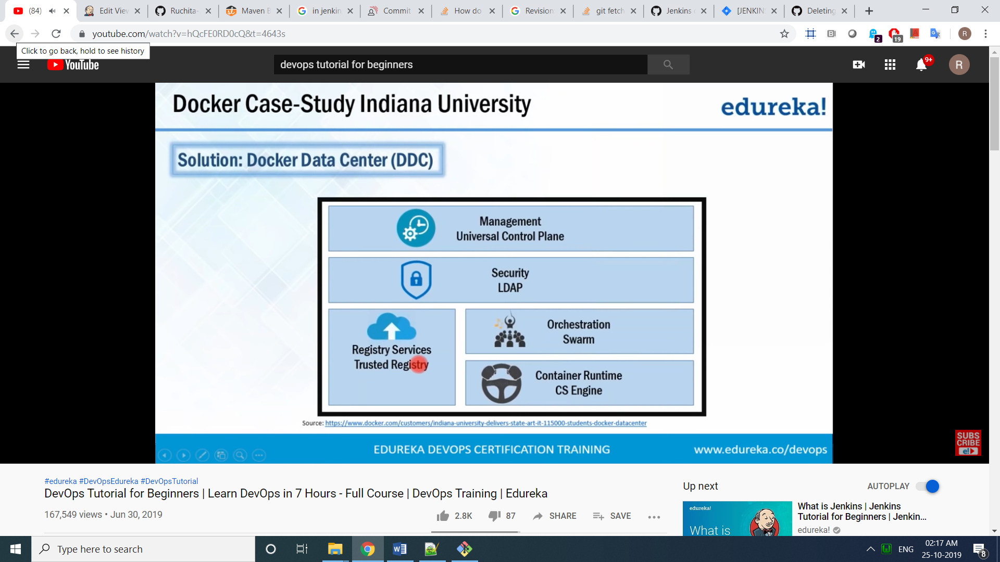 (84)
Edit View
Ruchita-
Maven B
in jenkin
Commit
How do
Revision
git fetch
Jenkins
[JENKIN
Deleting
youtube.com/watch?v=hQcFE0RD0cQ&t=4643s
2
19
R
Click to go back, hold to see history
YouTube
devops tutorial for beginners
9+
R
Docker Case-Study Indiana University
edureka!
Solution: Docker Data Center (DDC)
Management
Universal Control Plane
Security
LDAP
Registry Services
Trusted Registry
Orchestration
Swarm
Container Runtime
CS Engine
Source: https://www.docker.com/customers/indiana-university-delivers-state-art-it-115000-students-docker-datacenter
SUBS
CRIBE
e!
EDUREKA DEVOPS CERTIFICATION TRAINING
www.edureka.co/devops
#edureka #DevOpsEdureka #DevOpsTutorial
DevOps Tutorial for Beginners | Learn DevOps in 7 Hours - Full Course | DevOps Training | Edureka
167,549 views • Jun 30, 2019
2.8K
87
SHARE
SAVE
Up next
AUTOPLAY
edureka!
What is
What is Jenkins | Jenkins
Tutorial for Beginners | Jenkin...
edureka!
Type here to search
ENG
02:17 AM
25-10-2019
8